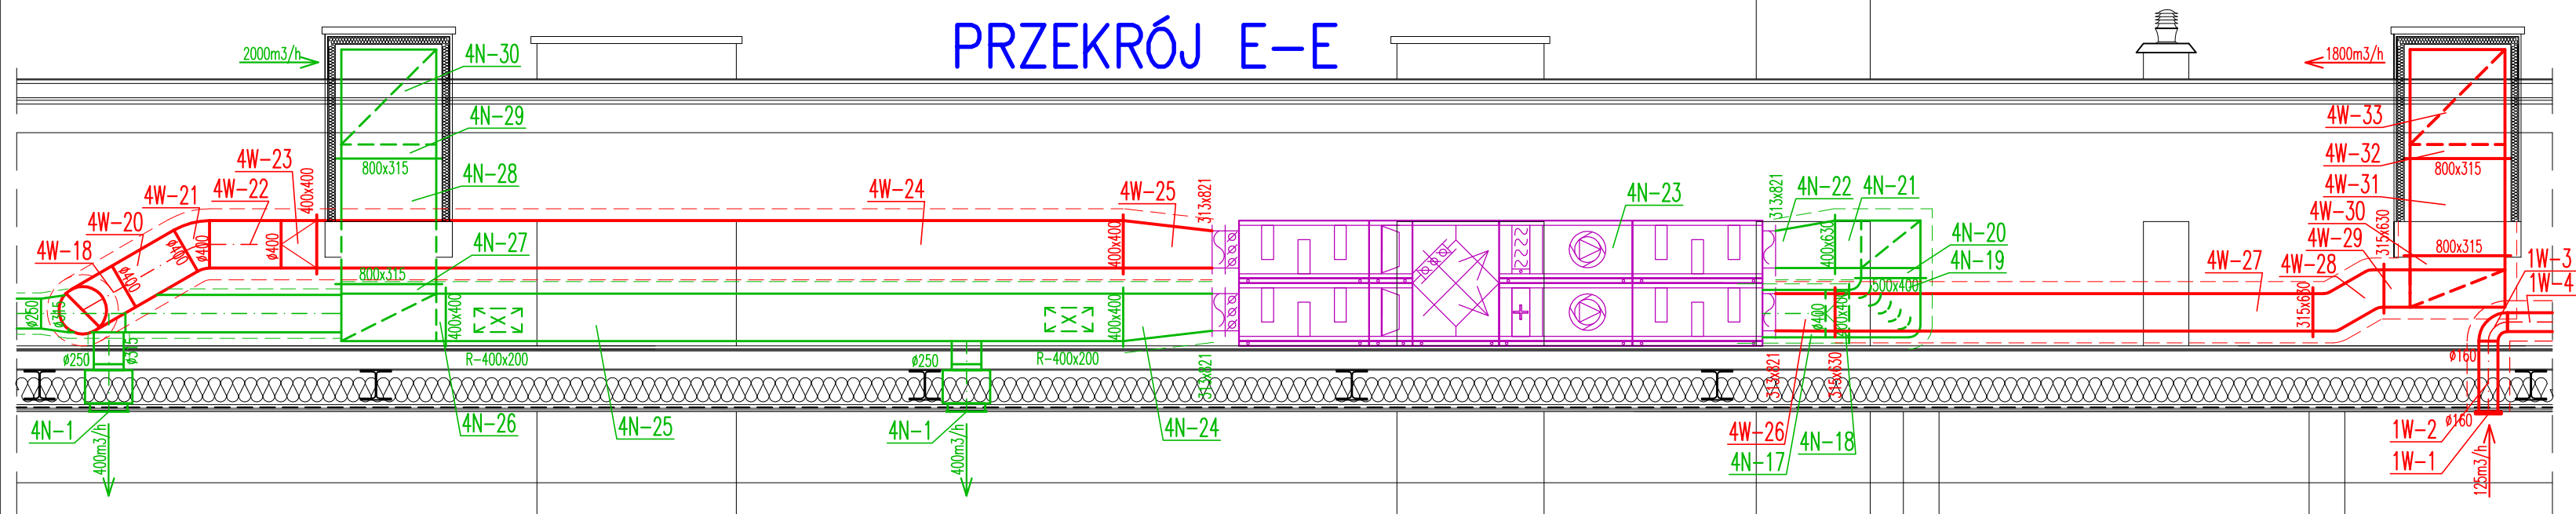 PRZEKRÓJ E-E
2000m3/h
4N-30
4N-29
800x315
4N-28
4W-23
4W-22
400x400
4W-21
4W-20
4W-18
ø400
ø400
ø400
ø400
4N-27
800x315
4W-24
4W-25
313x821
400x400
4N-23
313x821
4N-22
4N-21
400x630
4N-20
4N-19
500x400
1800m3/h
4W-33
4W-32
800x315
4W-31
4W-30
315x630
4W-29
800x315
4W-28
4W-27
1W-3
1W-4
ø250
ø315
400x400
400x400
ø400
400x400
315x630
ø250
ø315
R-400x200
ø250
R-400x200
313x821
313x821
315x630
ø160
4N-1
400m3/h
4N-26
4N-25
4N-1
400m3/h
4N-24
4W-26
4N-18
4N-17
1W-2
ø160
1W-1
125m3/h